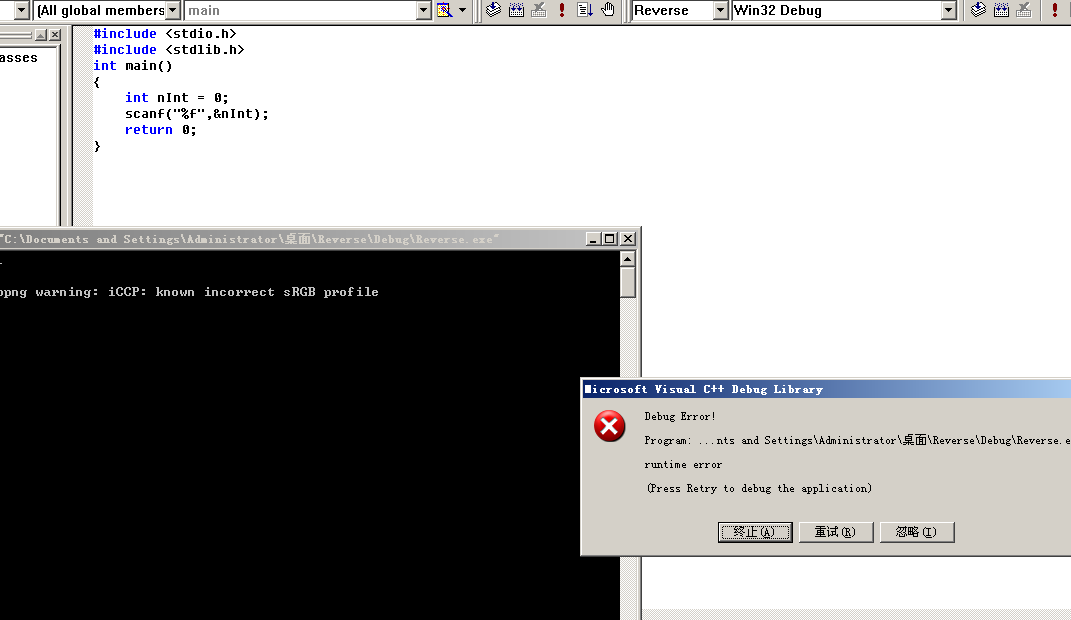 (All global members main Reverse Win32 Debug
#include <stdio.h>
#include <stdlib.h>
asses
int main()
{
int nInt = 0;
scanf("%f",&nInt);
return 0;
}
"C:\Documents and Settings\Administrator\桌面\Reverse\Debug\Reverse.exe"
opng warning: iCCP: known incorrect sRGB profile
Microsoft Visual C++ Debug Library
Debug Error!
Program: ...nts and Settings\Administrator\桌面\Reverse\Debug\Reverse.e
runtime error
(Press Retry to debug the application)
终止(A) 重试(R) 忽略(I)